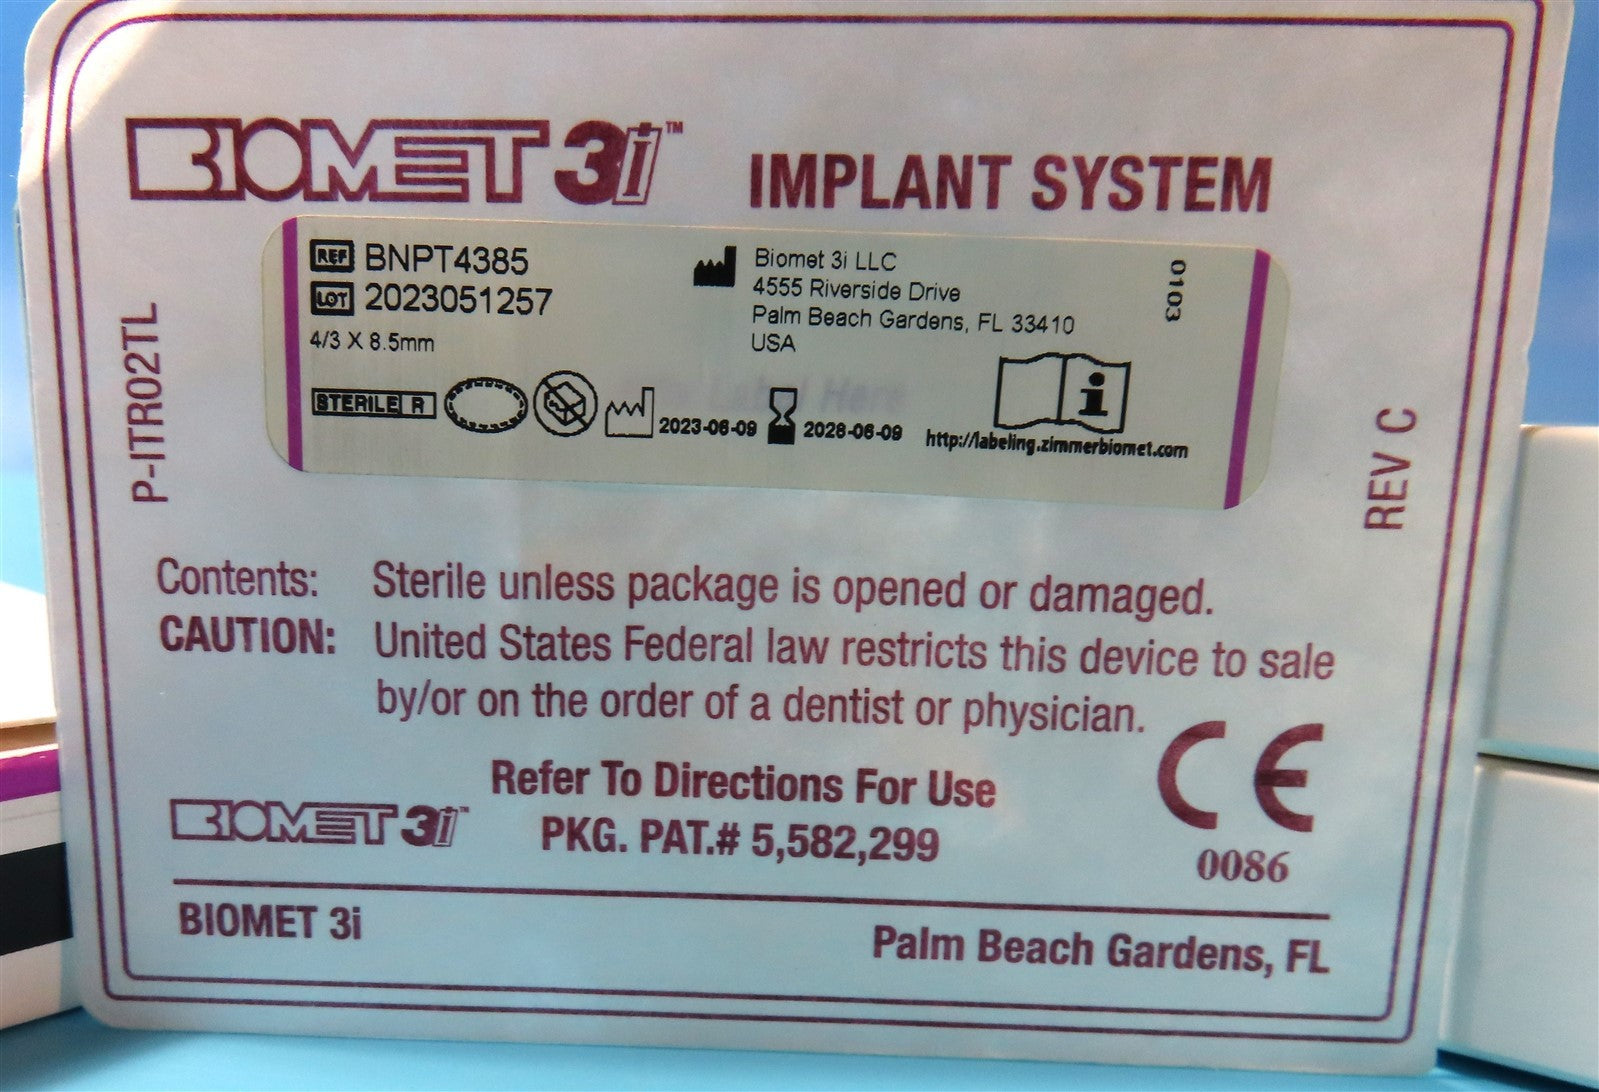 BIOMET 3i™ IMPLANT SYSTEM
REF BNPT4385
LOT 2023051257
4/3 X 8.5mm
STERILE R
2023-06-09
2028-06-09
Biomet 3i LLC
4555 Riverside Drive
Palm Beach Gardens, FL 33410
USA
0103
i
http://labeling.zimmerbiomet.com
Label Here
P-ITR02TL
REV C
Contents: Sterile unless package is opened or damaged.
CAUTION: United States Federal law restricts this device to sale
by/or on the order of a dentist or physician.
Refer To Directions For Use
PKG. PAT.# 5,582,299
BIOMET 3i™
CE
0086
BIOMET 3i
Palm Beach Gardens, FL